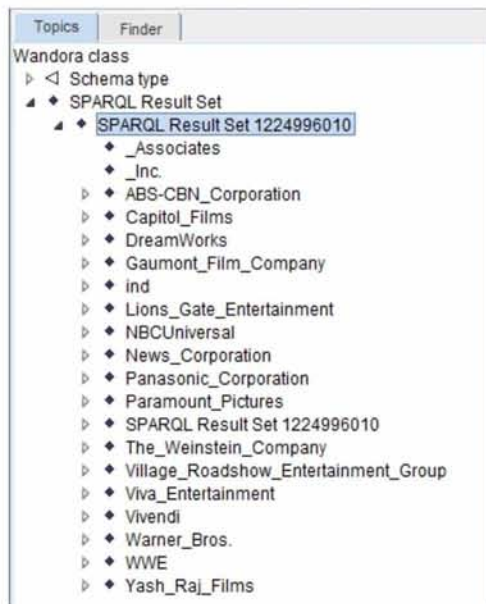 Topics Finder
Wandora class
Schema type
SPARQL Result Set
SPARQL Result Set 1224996010
_Associates
_Inc.
ABS-CBN_Corporation
Capitol_Films
DreamWorks
Gaumont_Film_Company
ind
Lions_Gate_Entertainment
NBCUniversal
News_Corporation
Panasonic_Corporation
Paramount_Pictures
SPARQL Result Set 1224996010
The_Weinstein_Company
Village_Roadshow_Entertainment_Group
Viva_Entertainment
Vivendi
Warner_Bros.
WWE
Yash_Raj_Films